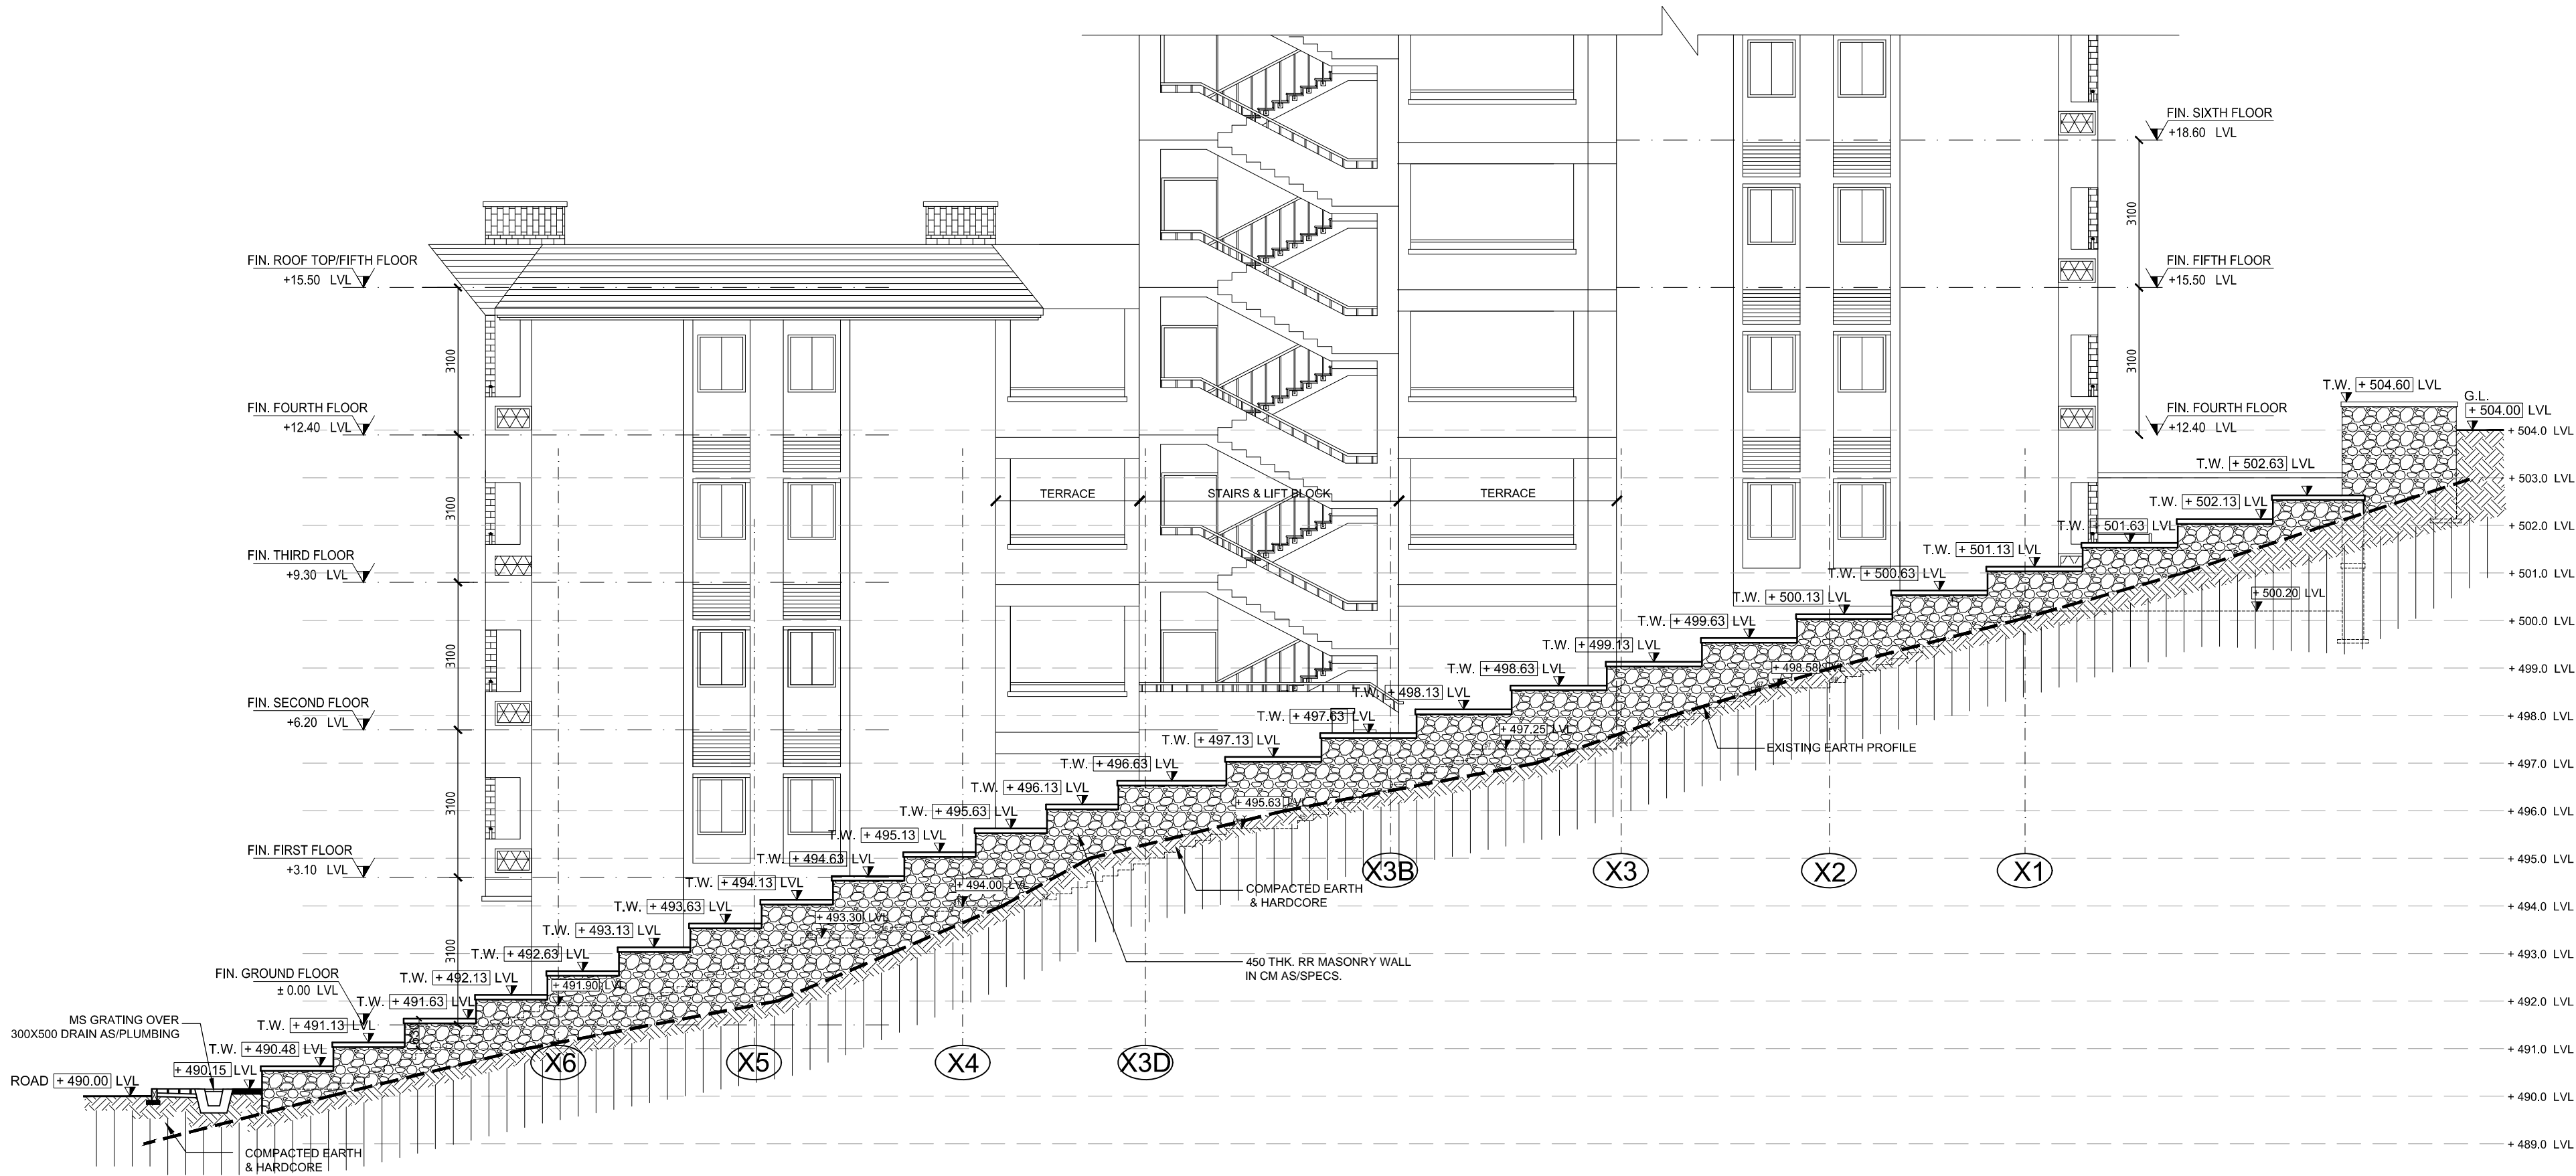 FIN. SIXTH FLOOR
+18.60 LVL
3100
FIN. ROOF TOP/FIFTH FLOOR
+15.50 LVL
FIN. FIFTH FLOOR
+15.50 LVL
3100
3100
T.W. + 504.60 LVL
G.L.
+ 504.00 LVL
FIN. FOURTH FLOOR
+12.40 LVL
FIN. FOURTH FLOOR
+12.40 LVL
+ 504.0 LVL
T.W. + 502.63 LVL
+ 503.0 LVL
TERRACE
STAIRS & LIFT BLOCK
TERRACE
3100
T.W. + 502.13 LVL
T.W. + 501.63 LVL
+ 502.0 LVL
FIN. THIRD FLOOR
+9.30 LVL
T.W. + 501.13 LVL
T.W. + 500.63 LVL
+ 501.0 LVL
T.W. + 500.13 LVL
+ 500.20 LVL
T.W. + 499.63 LVL
+ 500.0 LVL
3100
T.W. + 499.13 LVL
T.W. + 498.63 LVL
+ 498.58 LVL
+ 499.0 LVL
T.W. + 498.13 LVL
FIN. SECOND FLOOR
+6.20 LVL
T.W. + 497.63 LVL
+ 498.0 LVL
+ 497.25 LVL
T.W. + 497.13 LVL
EXISTING EARTH PROFILE
T.W. + 496.63 LVL
+ 497.0 LVL
T.W. + 496.13 LVL
3100
+ 495.63 LVL
T.W. + 495.63 LVL
+ 496.0 LVL
T.W. + 495.13 LVL
FIN. FIRST FLOOR
+3.10 LVL
T.W. + 494.63 LVL
+ 495.0 LVL
X3B
X3
X2
X1
T.W. + 494.13 LVL
+ 494.00 LVL
COMPACTED EARTH
& HARDCORE
T.W. + 493.63 LVL
+ 493.30 LVL
+ 494.0 LVL
T.W. + 493.13 LVL
3100
T.W. + 492.63 LVL
+ 493.0 LVL
450 THK. RR MASONRY WALL
IN CM AS/SPECS.
FIN. GROUND FLOOR
± 0.00 LVL
T.W. + 492.13 LVL
+ 491.90 LVL
T.W. + 491.63 LVL
+ 492.0 LVL
MS GRATING OVER
300X500 DRAIN AS/PLUMBING
T.W. + 491.13 LVL
630
T.W. + 490.48 LVL
+ 491.0 LVL
X6
X5
X4
X3D
+ 490.15 LVL
ROAD + 490.00 LVL
+ 490.0 LVL
COMPACTED EARTH
& HARDCORE
+ 489.0 LVL